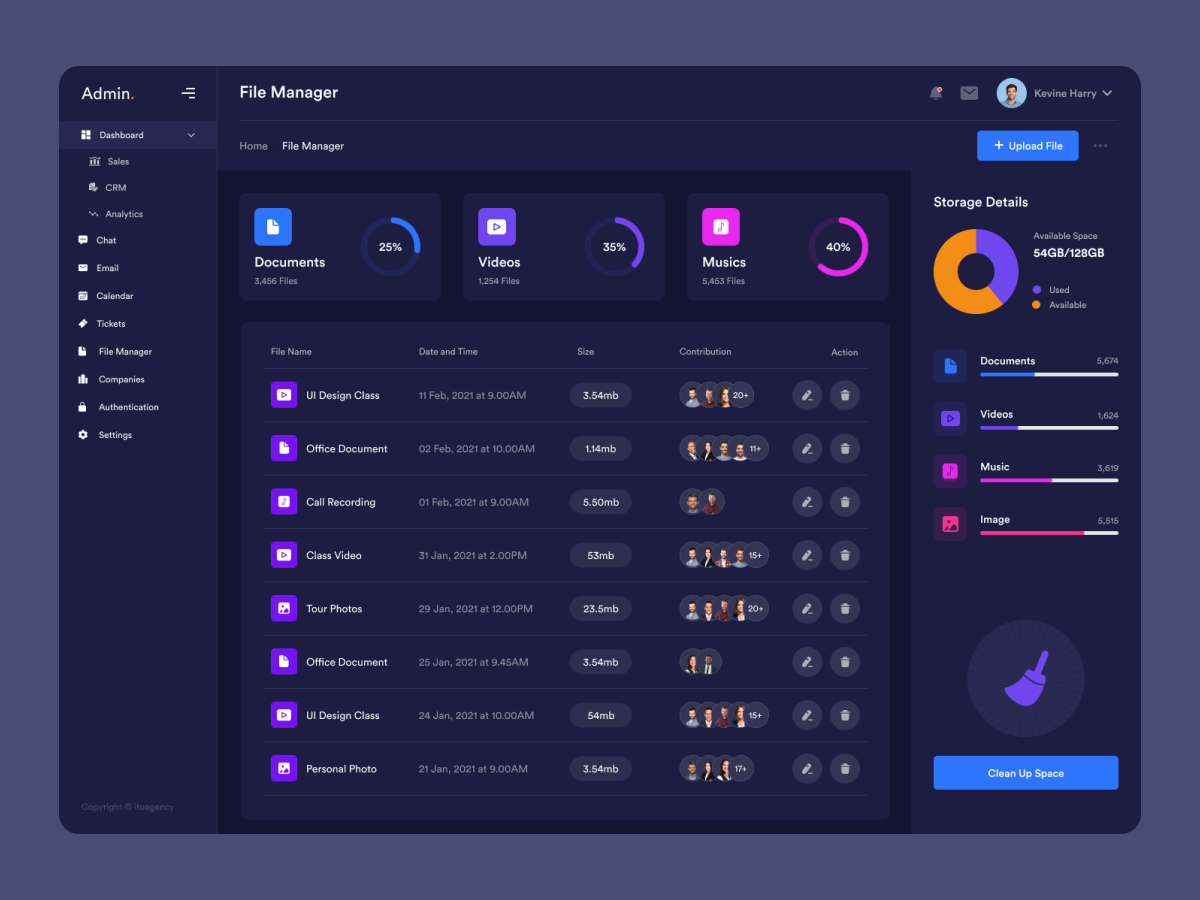 Admin.
File Manager
Kevine Harry
Dashboard
Sales
CRM
Analytics
Chat
Email
Calendar
Tickets
File Manager
Companies
Authentication
Settings
Copyright © itoagency
Home File Manager
+ Upload File
Documents
3,456 Files
25%
Videos
1,254 Files
35%
Musics
5,453 Files
40%
File Name Date and Time Size Contribution Action
UI Design Class 11 Feb, 2021 at 9.00AM 3.54mb 20+
Office Document 02 Feb, 2021 at 10.00AM 1.14mb 11+
Call Recording 01 Feb, 2021 at 9.00AM 5.50mb
Class Video 31 Jan, 2021 at 2.00PM 53mb 15+
Tour Photos 29 Jan, 2021 at 12.00PM 23.5mb 20+
Office Document 25 Jan, 2021 at 9.45AM 3.54mb
UI Design Class 24 Jan, 2021 at 10.00AM 54mb 15+
Personal Photo 21 Jan, 2021 at 9.00AM 3.54mb 17+
Storage Details
Available Space
54GB/128GB
Used
Available
Documents 5,674
Videos 1,624
Music 3,619
Image 5,515
Clean Up Space